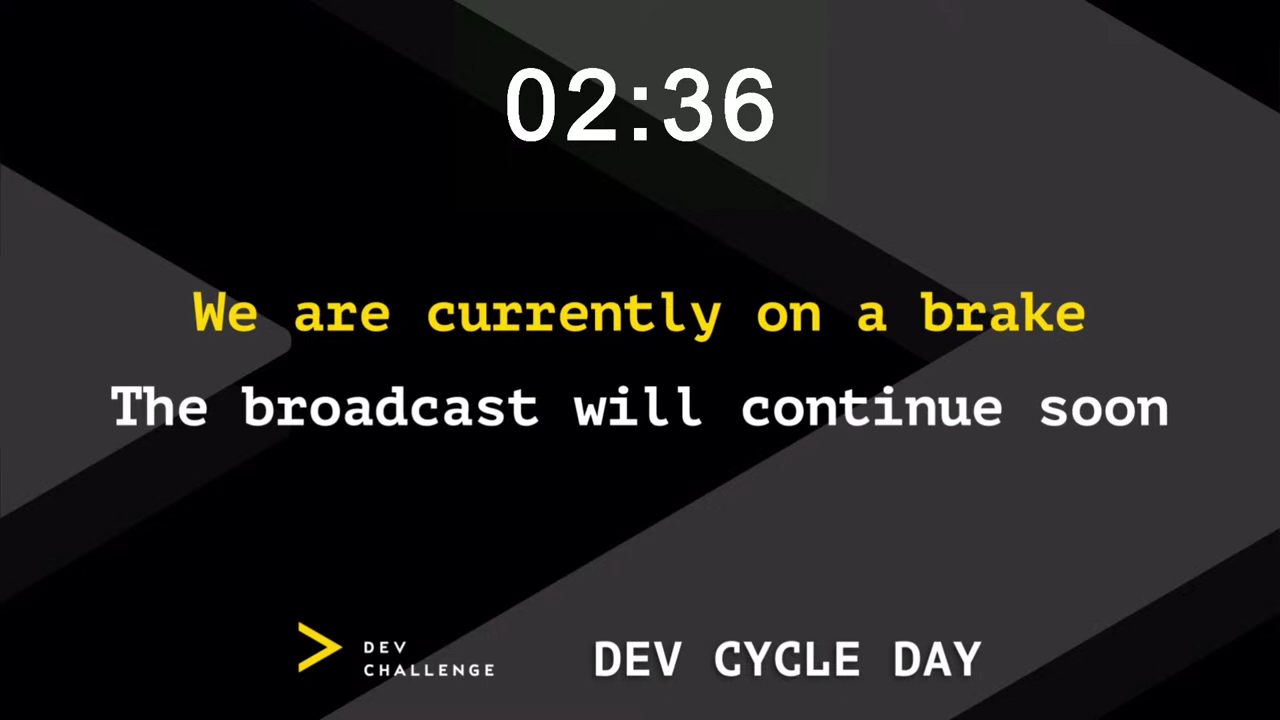 02:36
We are currently on a brake
The broadcast will continue soon
DEV
CHALLENGE
DEV CYCLE DAY